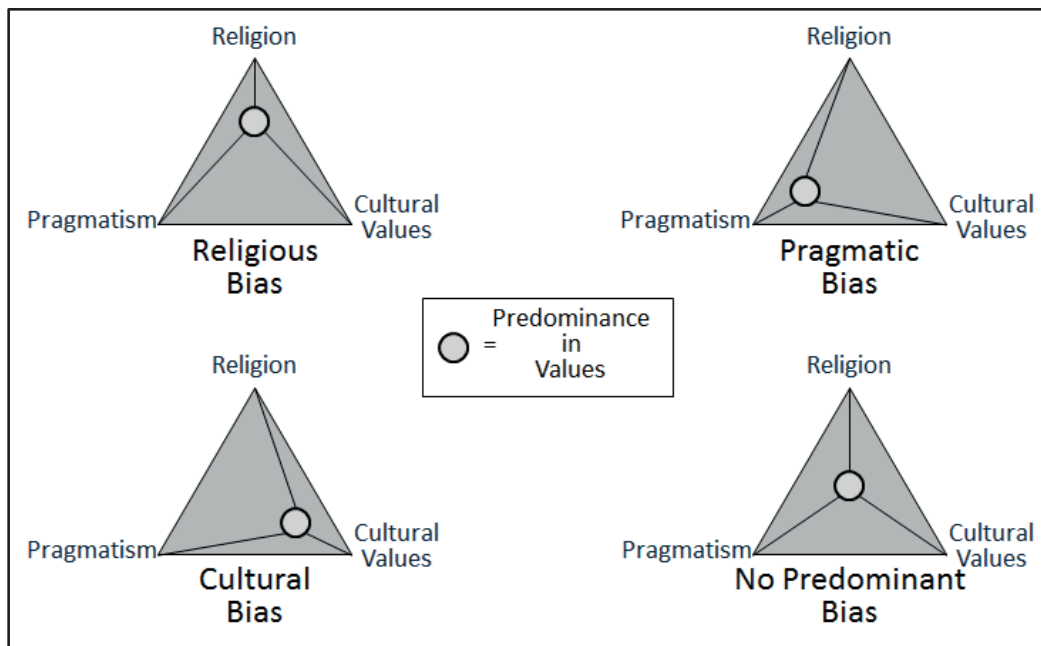 Religion
Pragmatism
Cultural
Values
Religious
Bias
Religion
Pragmatism
Cultural
Values
Pragmatic
Bias
= Predominance
in
Values
Religion
Pragmatism
Cultural
Values
Cultural
Bias
Religion
Pragmatism
Cultural
Values
No Predominant
Bias